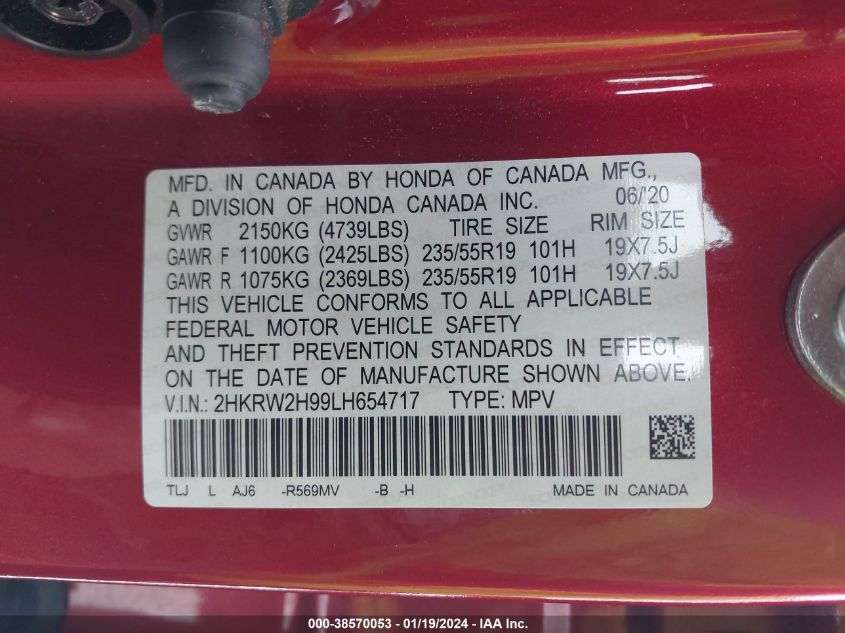 MFD. IN CANADA BY HONDA OF CANADA MFG.,
A DIVISION OF HONDA CANADA INC. 06/'20
GVWR 2150KG (4739LBS) TIRE SIZE RIM SIZE
GAWR F 1100KG (2425LBS) 235/55R19 101H 19X7.5J
GAWR R 1075KG (2369LBS) 235/55R19 101H 19X7.5J
THIS VEHICLE CONFORMS TO ALL APPLICABLE
FEDERAL MOTOR VEHICLE SAFETY
AND THEFT PREVENTION STANDARDS IN EFFECT
ON THE DATE OF MANUFACTURE SHOWN ABOVE.
V.I.N.: 2HKRW2H99LH654717 TYPE: MPV
TLJ L AJ6 -R569MV -B -H MADE IN CANADA
000-38570053 - 01/19/2024 - IAA Inc.